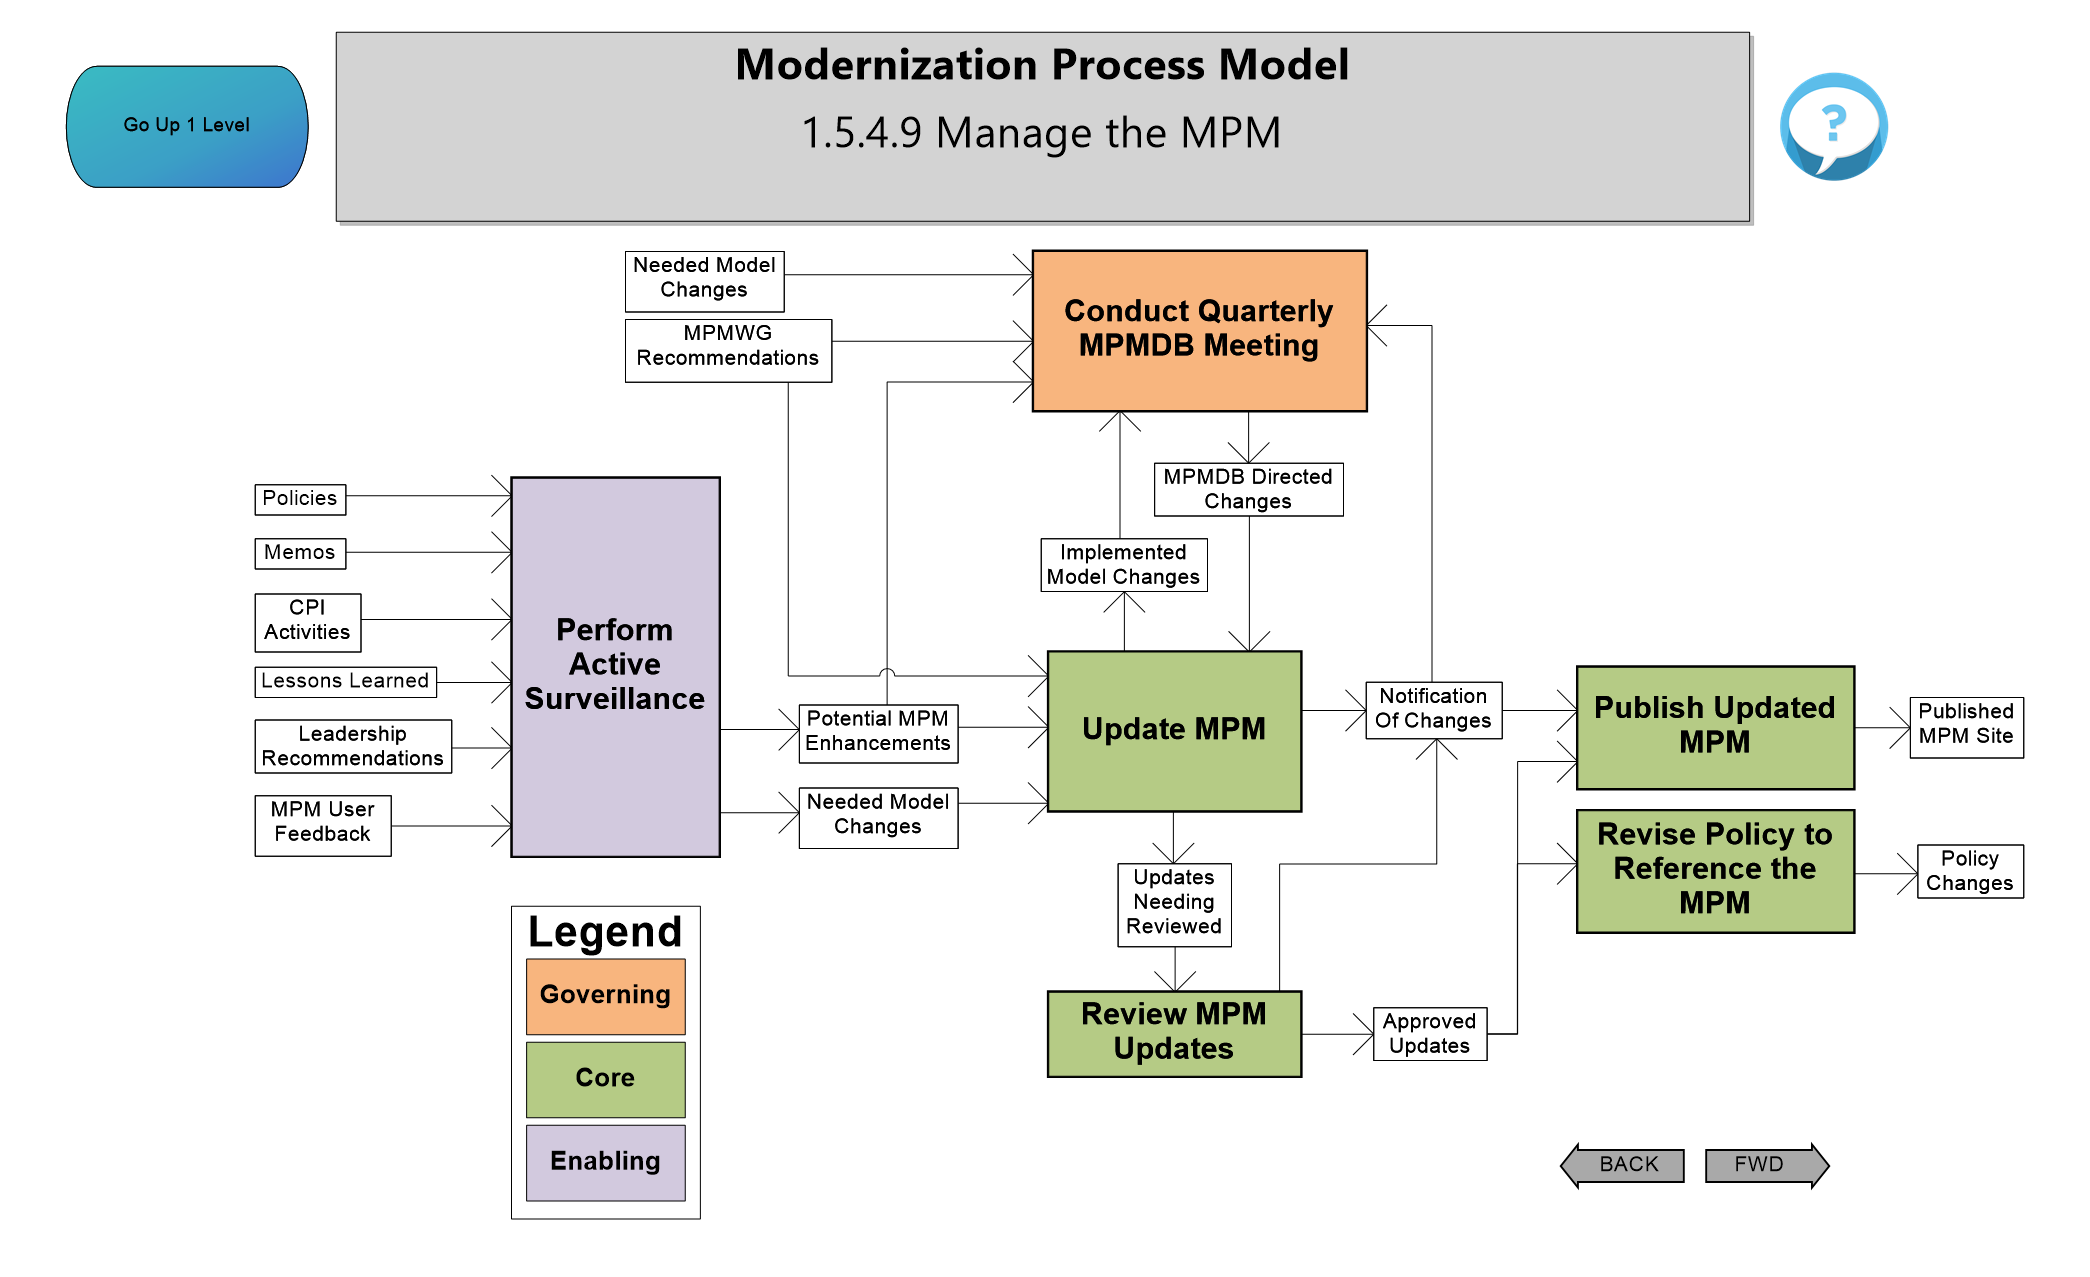 Modernization Process Model
1.5.4.9 Manage the MPM
Go Up 1 Level
?
Needed Model
Changes
MPMWG
Recommendations
Conduct Quarterly
MPMDB Meeting
MPMDB Directed
Changes
Implemented
Model Changes
Policies
Memos
CPI
Activities
Lessons Learned
Leadership
Recommendations
MPM User
Feedback
Perform
Active
Surveillance
Potential MPM
Enhancements
Needed Model
Changes
Update MPM
Notification
Of Changes
Publish Updated
MPM
Published
MPM Site
Revise Policy to
Reference the
MPM
Policy
Changes
Updates
Needing
Reviewed
Review MPM
Updates
Approved
Updates
Legend
Governing
Core
Enabling
BACK
FWD